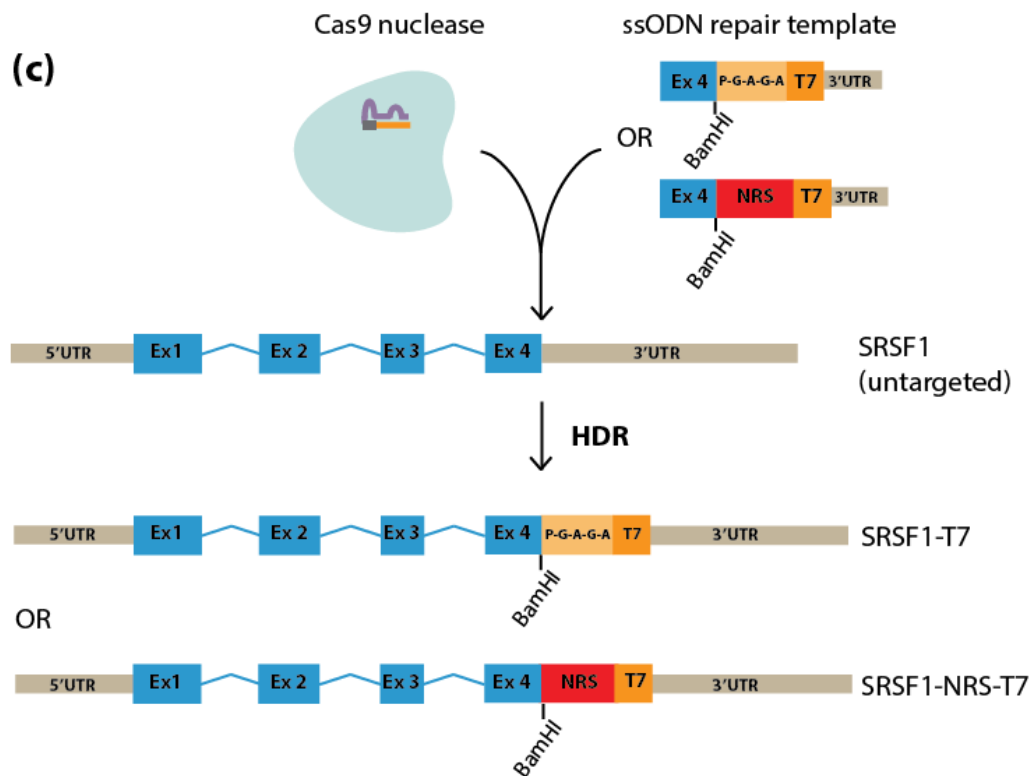 (c)
Cas9 nuclease
ssODN repair template
Ex 4 P-G-A-G-A T7 3'UTR
BamHI
OR
Ex 4 NRS T7 3'UTR
BamHI
5'UTR Ex1 Ex 2 Ex 3 Ex 4 3'UTR
SRSF1
(untargeted)
HDR
5'UTR Ex1 Ex 2 Ex 3 Ex 4 P-G-A-G-A T7 3'UTR SRSF1-T7
BamHI
OR
5'UTR Ex1 Ex 2 Ex 3 Ex 4 NRS T7 3'UTR SRSF1-NRS-T7
BamHI